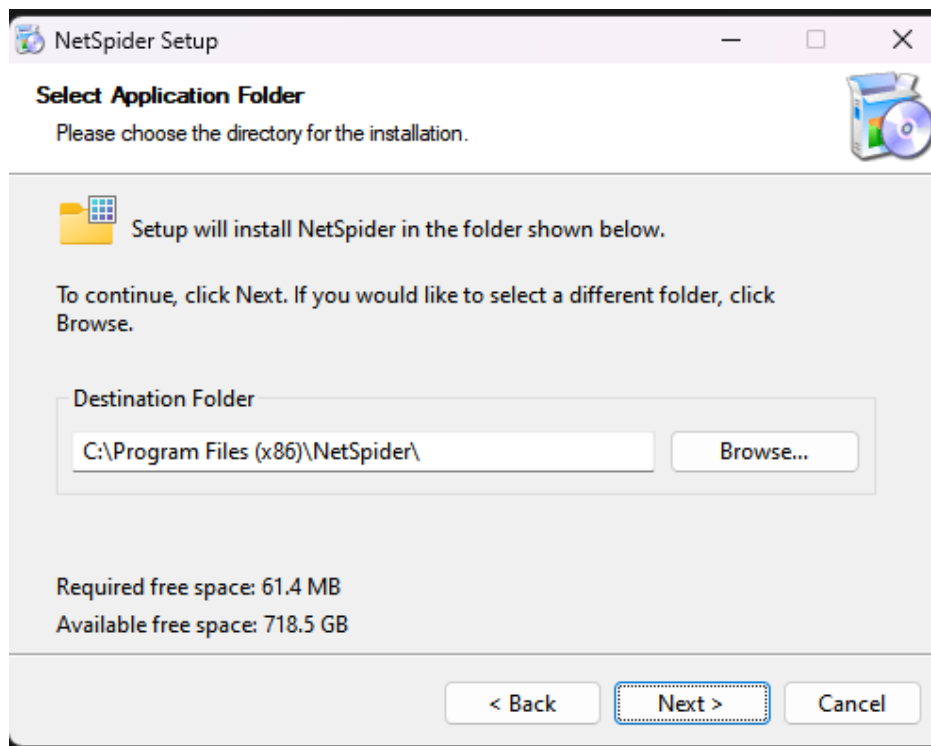 NetSpider Setup
Select Application Folder
Please choose the directory for the installation.
Setup will install NetSpider in the folder shown below.
To continue, click Next. If you would like to select a different folder, click
Browse.
Destination Folder
C:\Program Files (x86)\NetSpider\
Browse...
Required free space: 61.4 MB
Available free space: 718.5 GB
< Back
Next >
Cancel